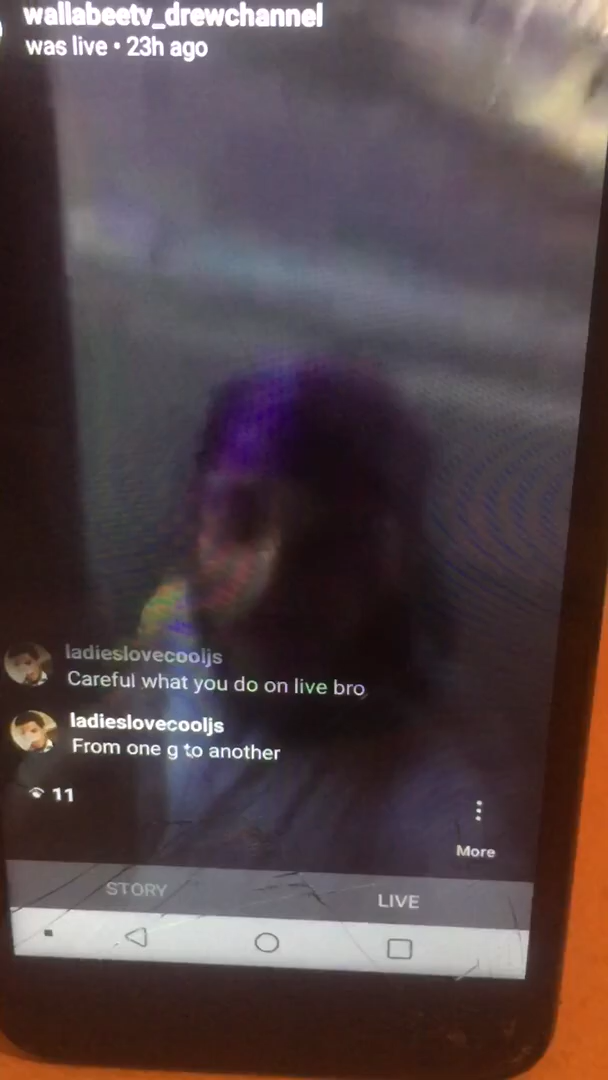 wallabeetv_drewchannel
was live • 23h ago
ladieslovecooljs
Careful what you do on live bro
ladieslovecooljs
From one g to another
11
More
STORY
LIVE